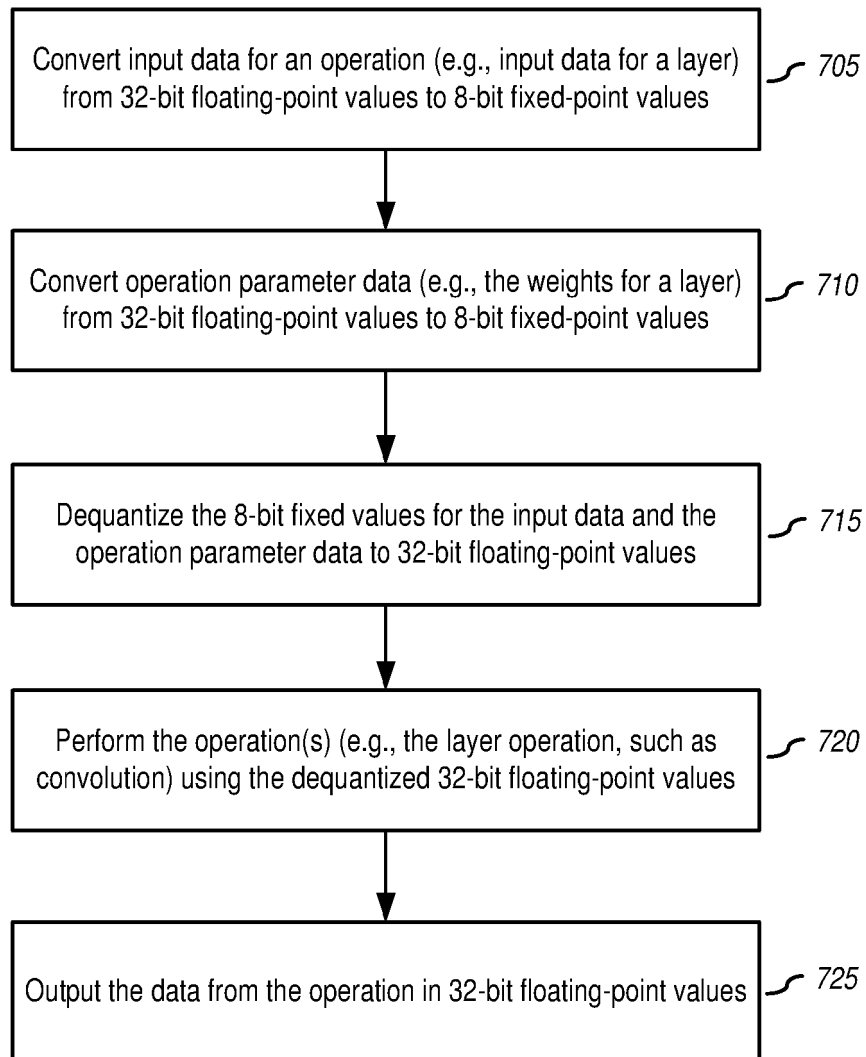 Convert input data for an operation (e.g., input data for a layer)
from 32-bit floating-point values to 8-bit fixed-point values
705
Convert operation parameter data (e.g., the weights for a layer)
from 32-bit floating-point values to 8-bit fixed-point values
710
Dequantize the 8-bit fixed values for the input data and the
operation parameter data to 32-bit floating-point values
715
Perform the operation(s) (e.g., the layer operation, such as
convolution) using the dequantized 32-bit floating-point values
720
Output the data from the operation in 32-bit floating-point values
725